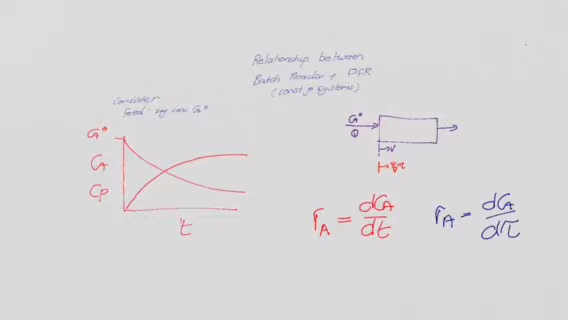 Relationship between
Batch Reactor & PFR
(const ρ systems)
Consider
feed - say conc CA°
CA°
CA
CP
t
CA°
Q
→ V
rA = dCA/dt
rA = dCA/dτ